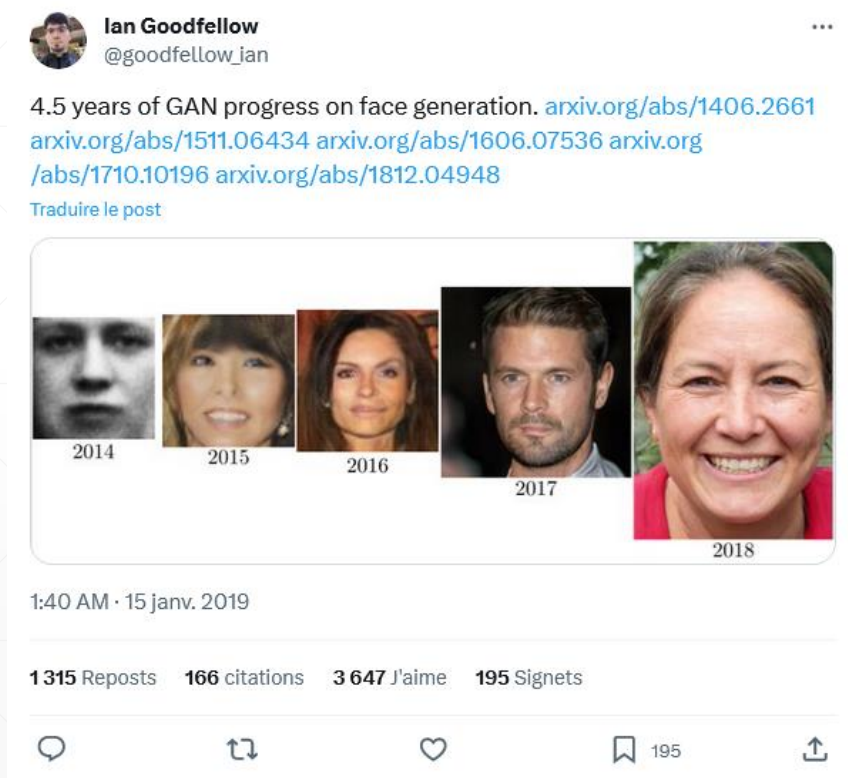 Ian Goodfellow
@goodfellow_ian
4.5 years of GAN progress on face generation. arxiv.org/abs/1406.2661
arxiv.org/abs/1511.06434 arxiv.org/abs/1606.07536 arxiv.org
/abs/1710.10196 arxiv.org/abs/1812.04948
Traduire le post
2014
2015
2016
2017
2018
1:40 AM · 15 janv. 2019
1 315 Reposts 166 citations 3 647 J'aime 195 Signets
195